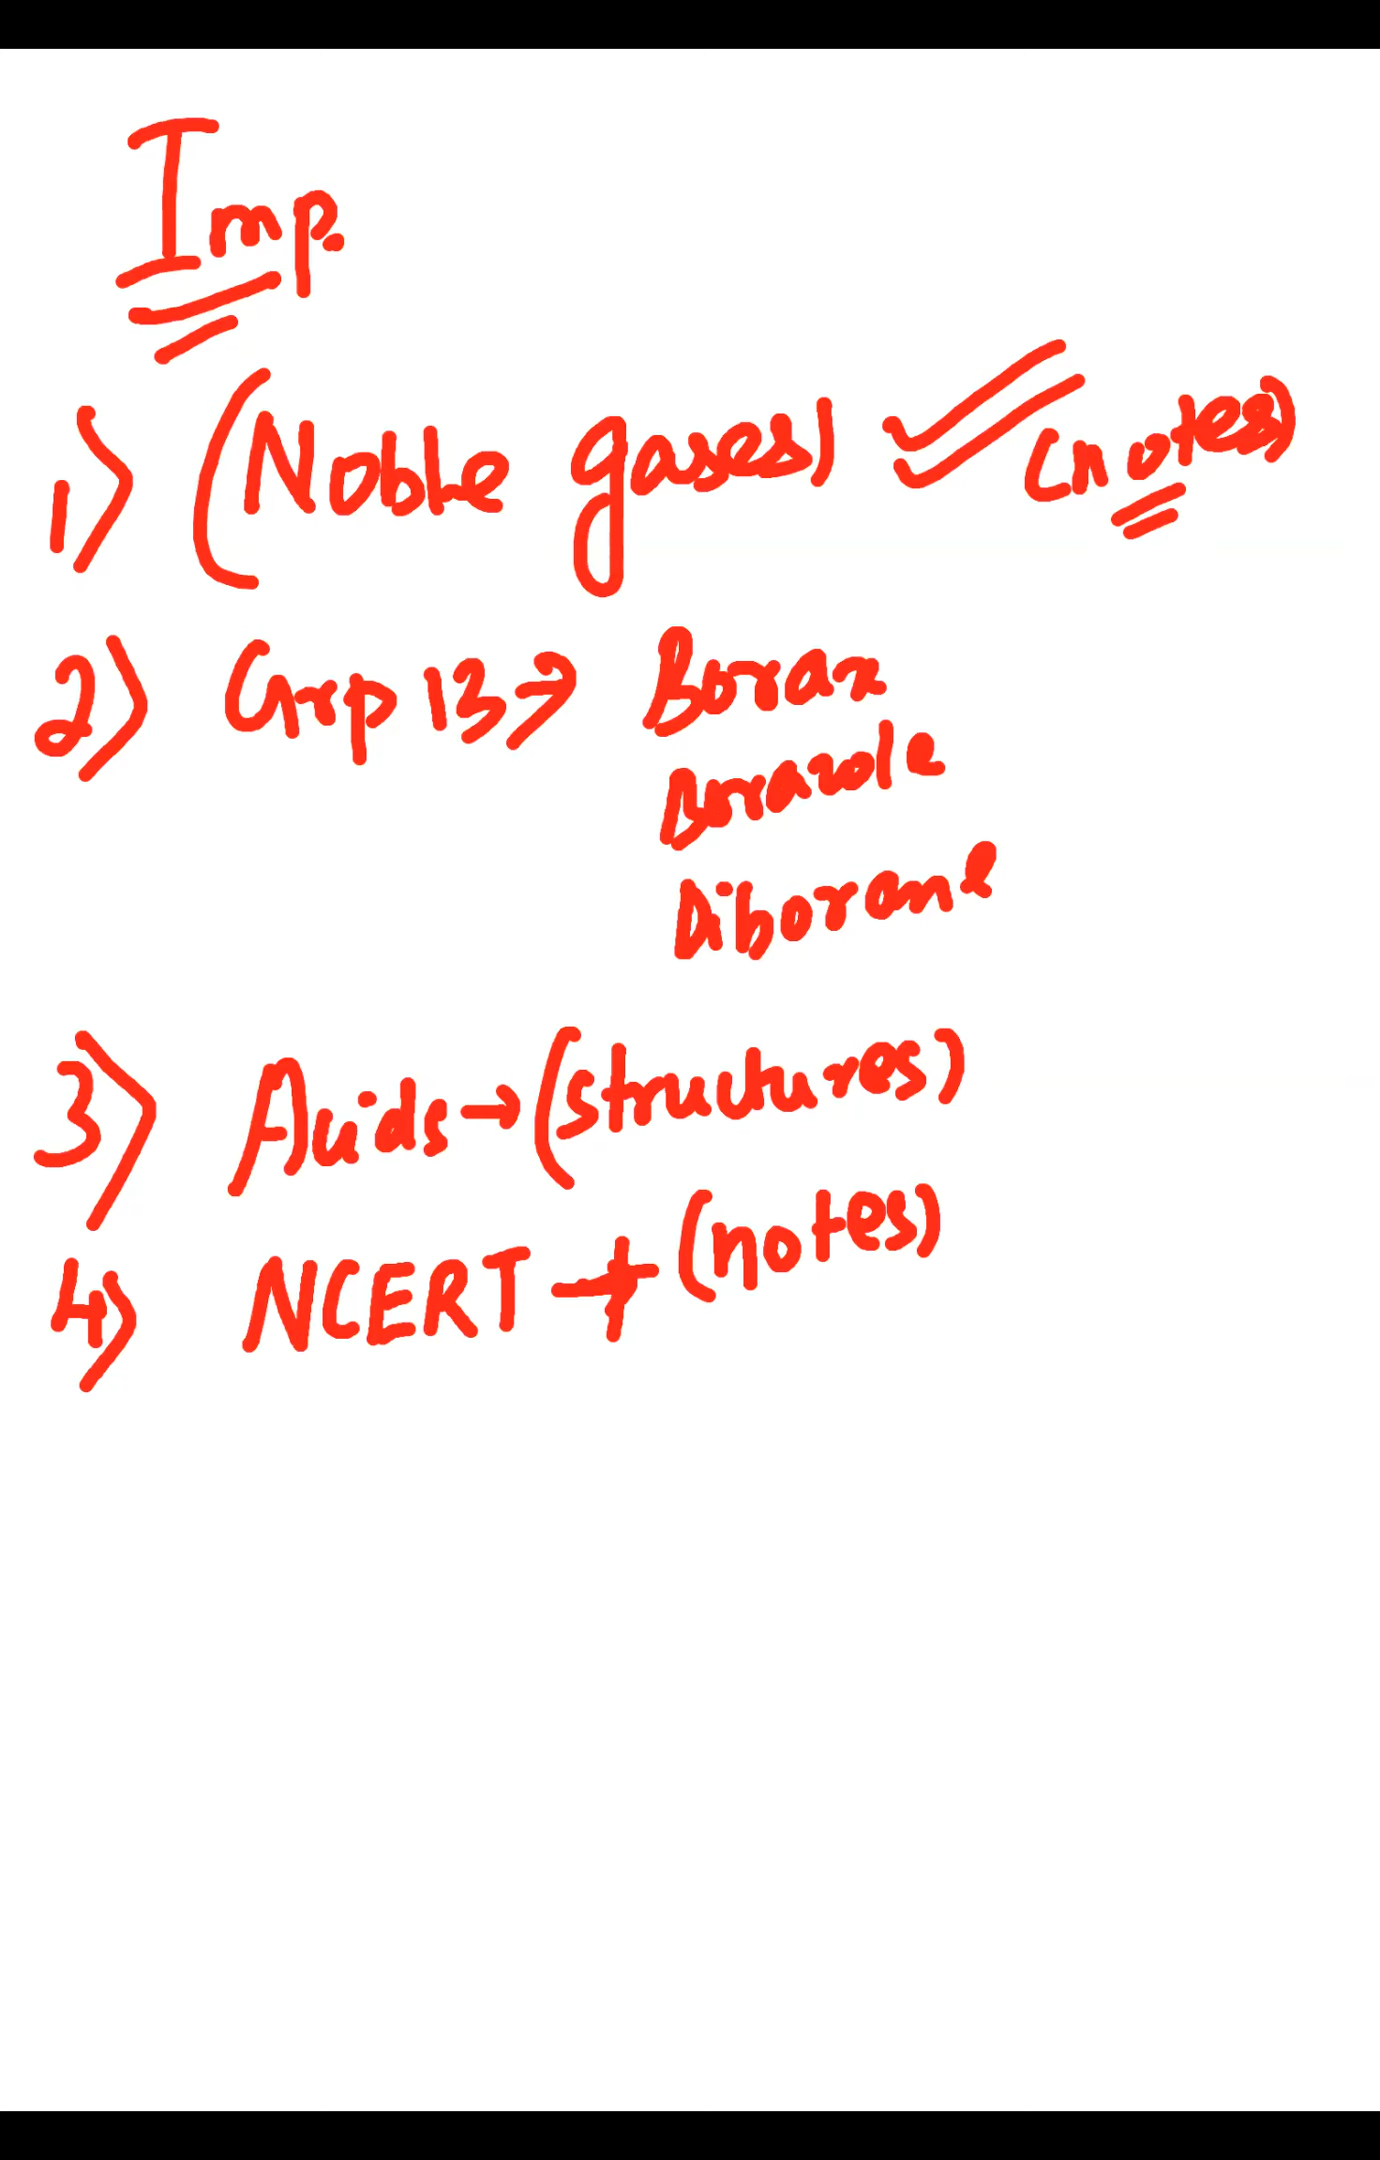 Imp.
1) (Noble gases) (notes)
2) Grp 13 → Borax
Borazole
Diborane
3) Acids → (structures)
4) NCERT + (notes)